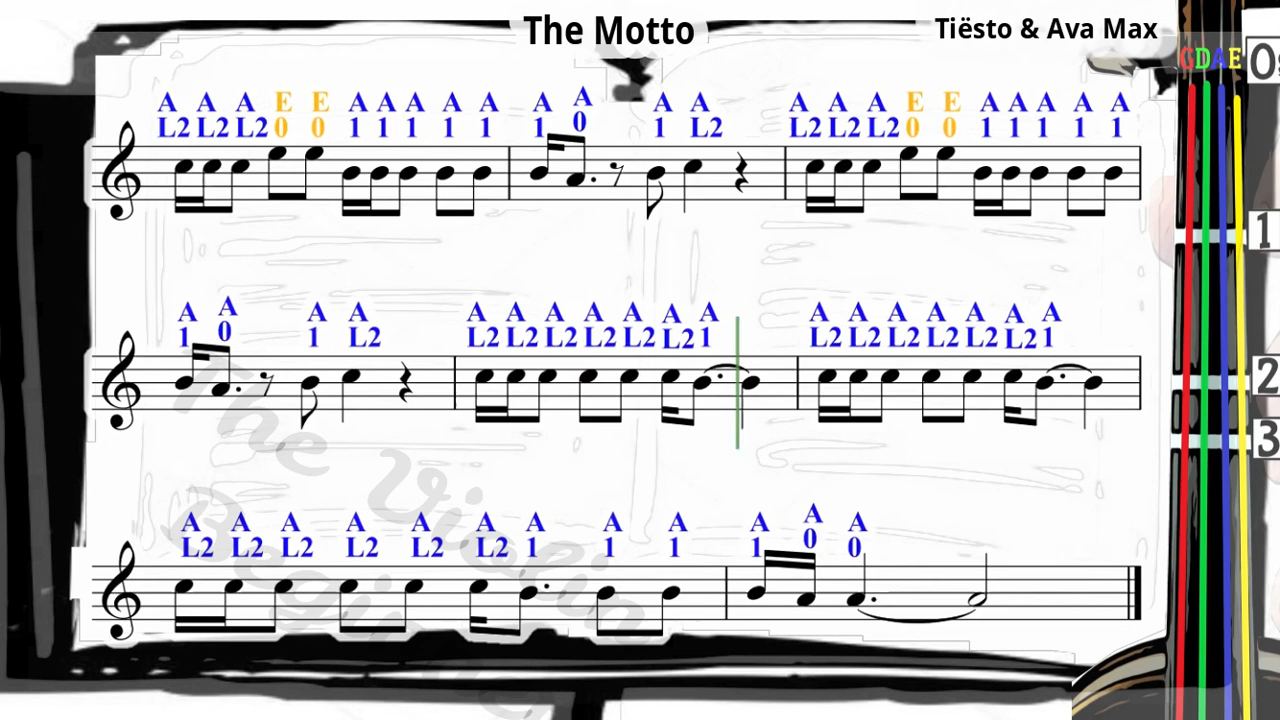 The Motto
Tiësto & Ava Max
G D A E
0
A A A E E A A A A A A A A A A A A E E A A A A A
L2 L2 L2 0 0 1 1 1 1 1 1 0 1 L2 L2 L2 L2 0 0 1 1 1 1 1
1
A A A A A A A A A A A A A A A A A A
1 0 1 L2 L2 L2 L2 L2 L2 L2 1 L2 L2 L2 L2 L2 L2 1
2
3
A A A A A A A A A A A A
L2 L2 L2 L2 L2 L2 1 1 1 1 0 0
The Violin
Beginner